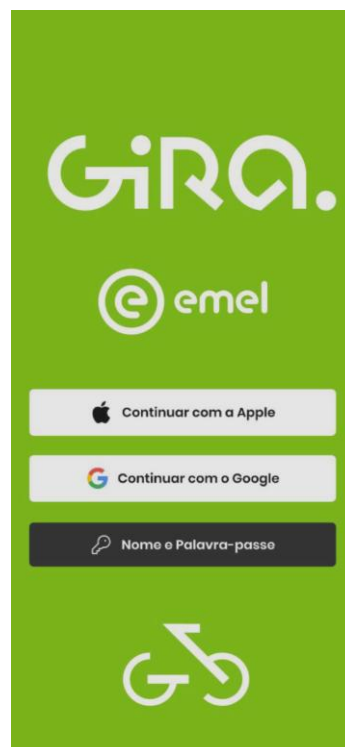 GiRa.
emel
Continuar com a Apple
Continuar com o Google
Nome e Palavra-passe